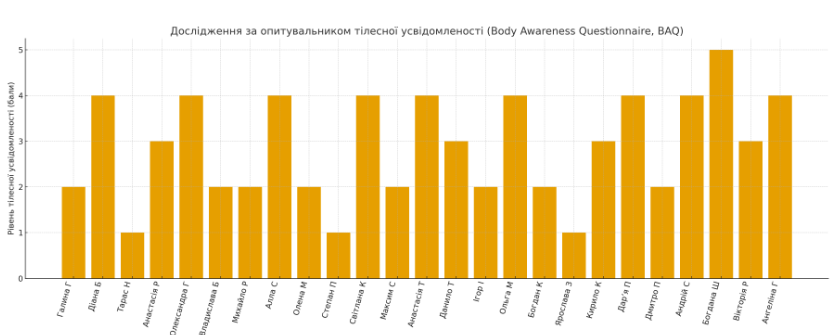 Дослідження за опитувальником тілесної усвідомленості (Body Awareness Questionnaire, BAQ)
Рівень тілесної усвідомленості (бали)
5
4
3
2
1
0
Галина Г
Діана Б
Тарас Н
Анастасія Р
Олександра Г
Владислава Б
Михайло Р
Алла С
Олена М
Степан П
Світлана К
Максим С
Анастасія Т
Данило Т
Ігор І
Ольга М
Богдан К
Ярослава З
Кирило К
Дар'я П
Дмитро П
Андрій С
Богдана Ш
Вікторія Р
Ангеліна Г